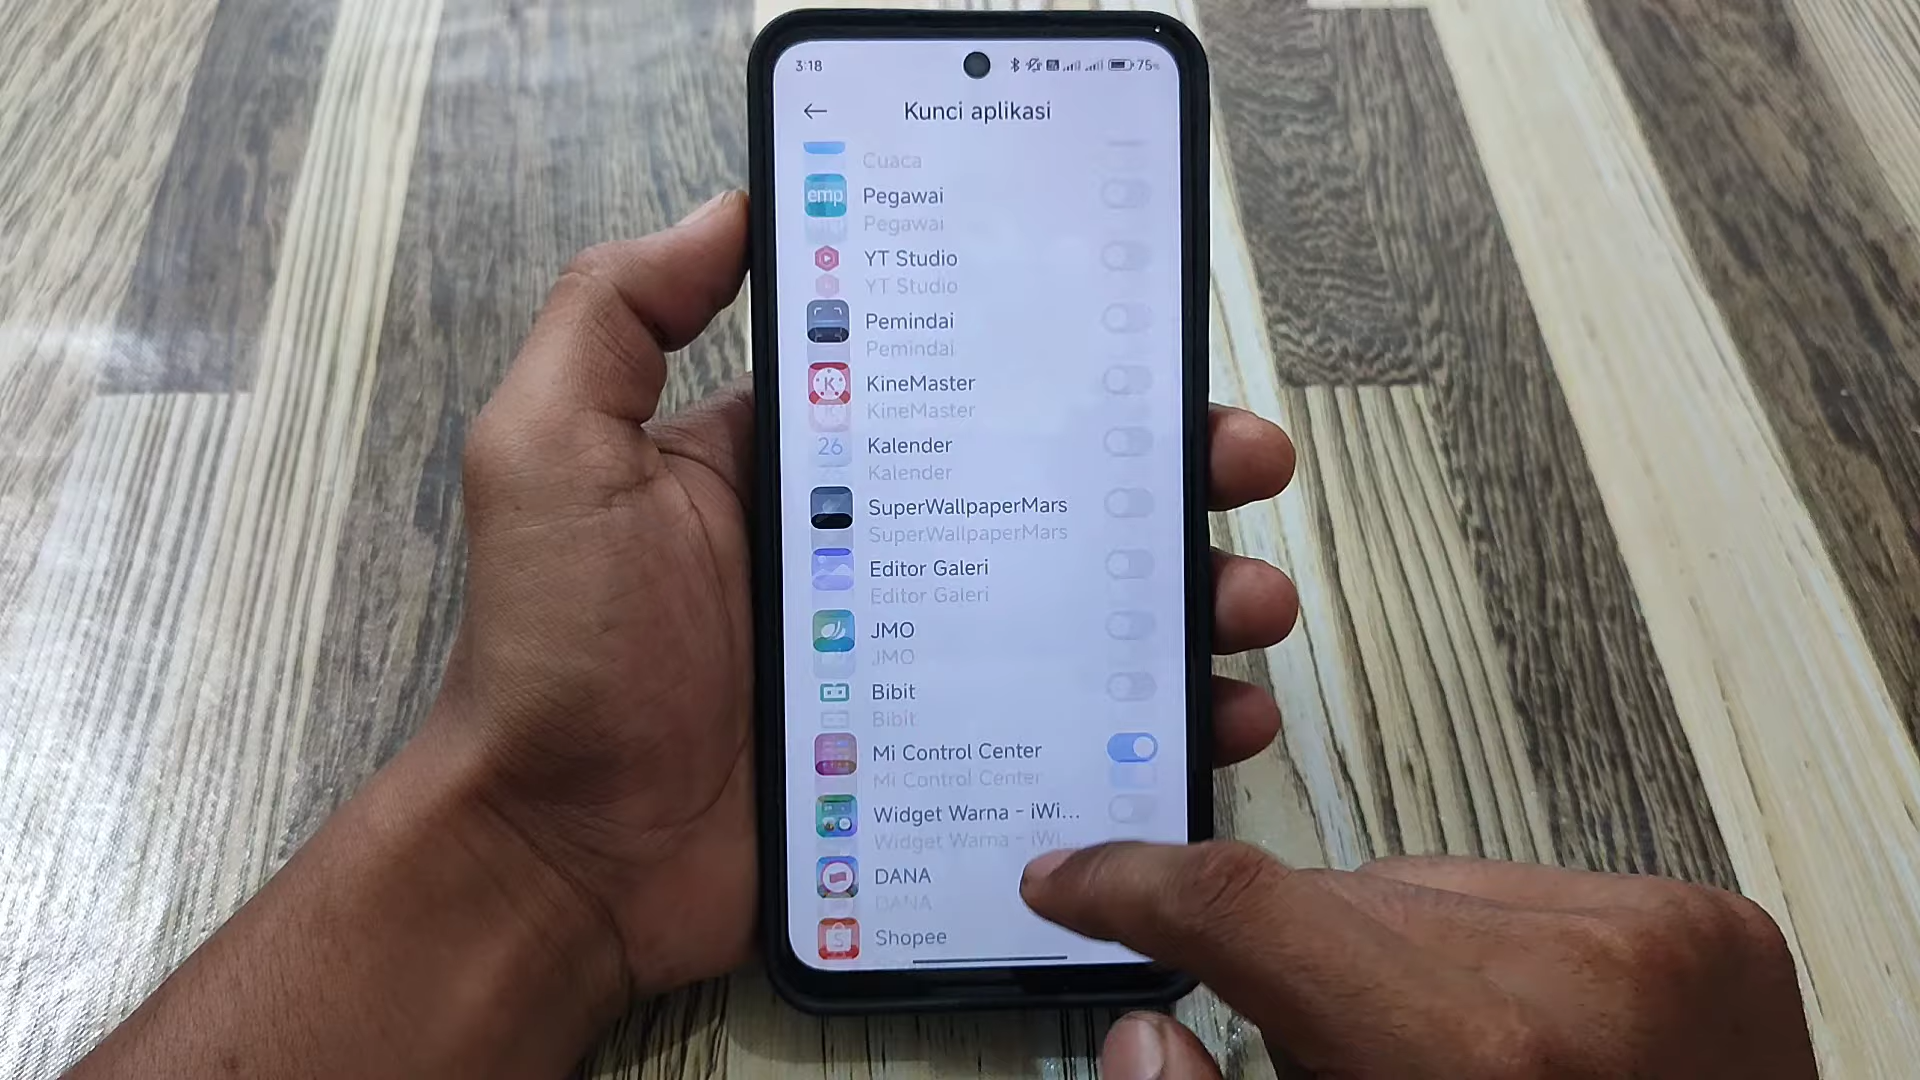 3:18
75%
Kunci aplikasi
Cuaca
emp
Pegawai
Pegawai
YT Studio
YT Studio
Pemindai
Pemindai
K
KineMaster
KineMaster
26
Kalender
Kalender
SuperWallpaperMars
SuperWallpaperMars
Editor Galeri
Editor Galeri
JMO
JMO
Bibit
Bibit
Mi Control Center
Mi Control Center
Widget Warna - iWi...
Widget Warna - iWi...
DANA
DANA
S
Shopee